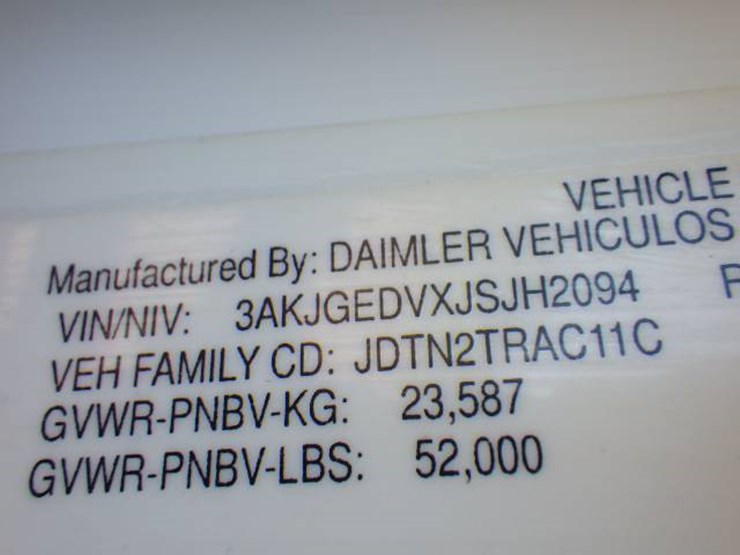 VEHICLE
Manufactured By: DAIMLER VEHICULOS
VIN/NIV: 3AKJGEDVXJSJH2094
VEH FAMILY CD: JDTN2TRAC11C
GVWR-PNBV-KG: 23,587
GVWR-PNBV-LBS: 52,000